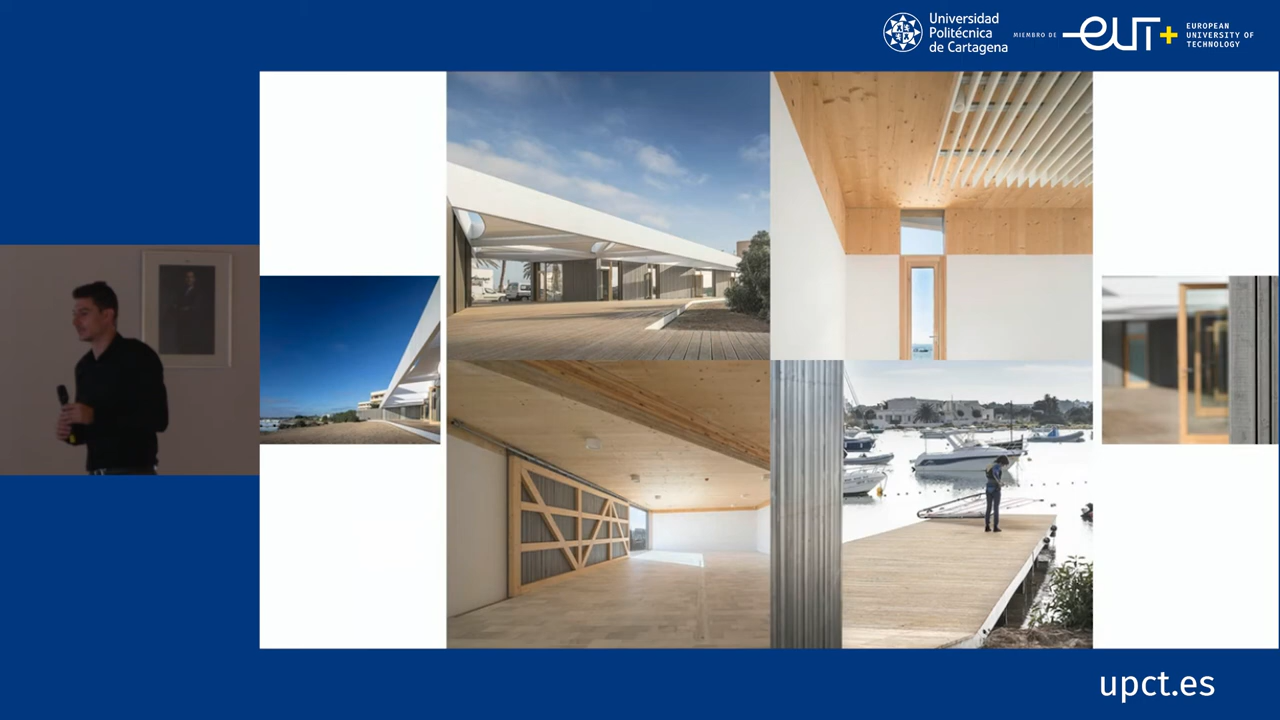 Universidad
Politécnica
de Cartagena
MIEMBRO DE
eut+
EUROPEAN
UNIVERSITY OF
TECHNOLOGY
upct.es